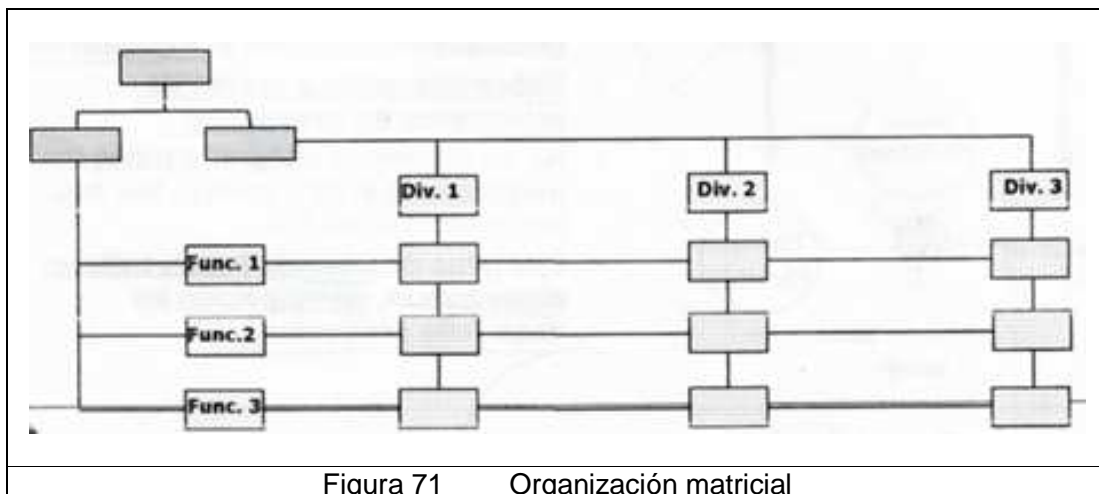 Div. 1
Div. 2
Div. 3
Func. 1
Func.2
Func. 3
Figura 71 Organización matricial